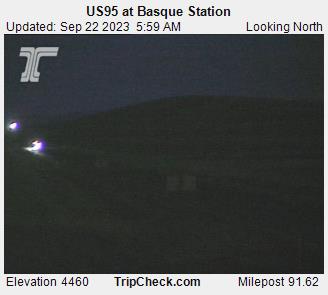 US95 at Basque Station
Updated: Sep 22 2023 5:59 AM Looking North
Elevation 4460 TripCheck.com Milepost 91.62